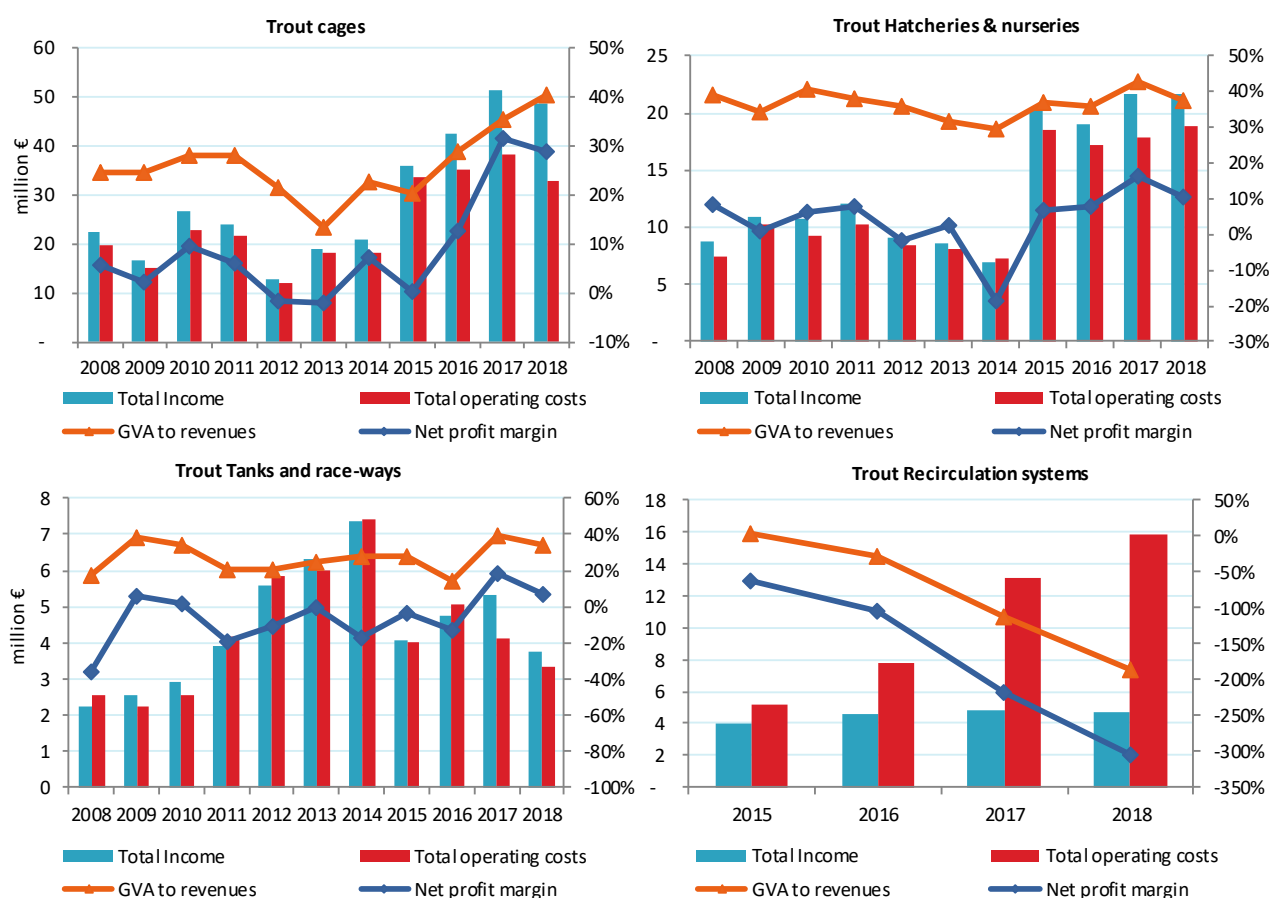 Trout cages
60
50
40
30
20
10
-
million €
50%
40%
30%
20%
10%
0%
-10%
2008 2009 2010 2011 2012 2013 2014 2015 2016 2017 2018
Total Income
Total operating costs
GVA to revenues
Net profit margin
Trout Hatcheries & nurseries
25
20
15
10
5
-
50%
40%
30%
20%
10%
0%
-10%
-20%
-30%
2008 2009 2010 2011 2012 2013 2014 2015 2016 2017 2018
Total Income
Total operating costs
GVA to revenues
Net profit margin
Trout Tanks and race-ways
8
7
6
5
4
3
2
1
0
million €
60%
40%
20%
0%
-20%
-40%
-60%
-80%
-100%
2008 2009 2010 2011 2012 2013 2014 2015 2016 2017 2018
Total Income
Total operating costs
GVA to revenues
Net profit margin
Trout Recirculation systems
18
16
14
12
10
8
6
4
2
-
50%
0%
-50%
-100%
-150%
-200%
-250%
-300%
-350%
2015 2016 2017 2018
Total Income
Total operating costs
GVA to revenues
Net profit margin